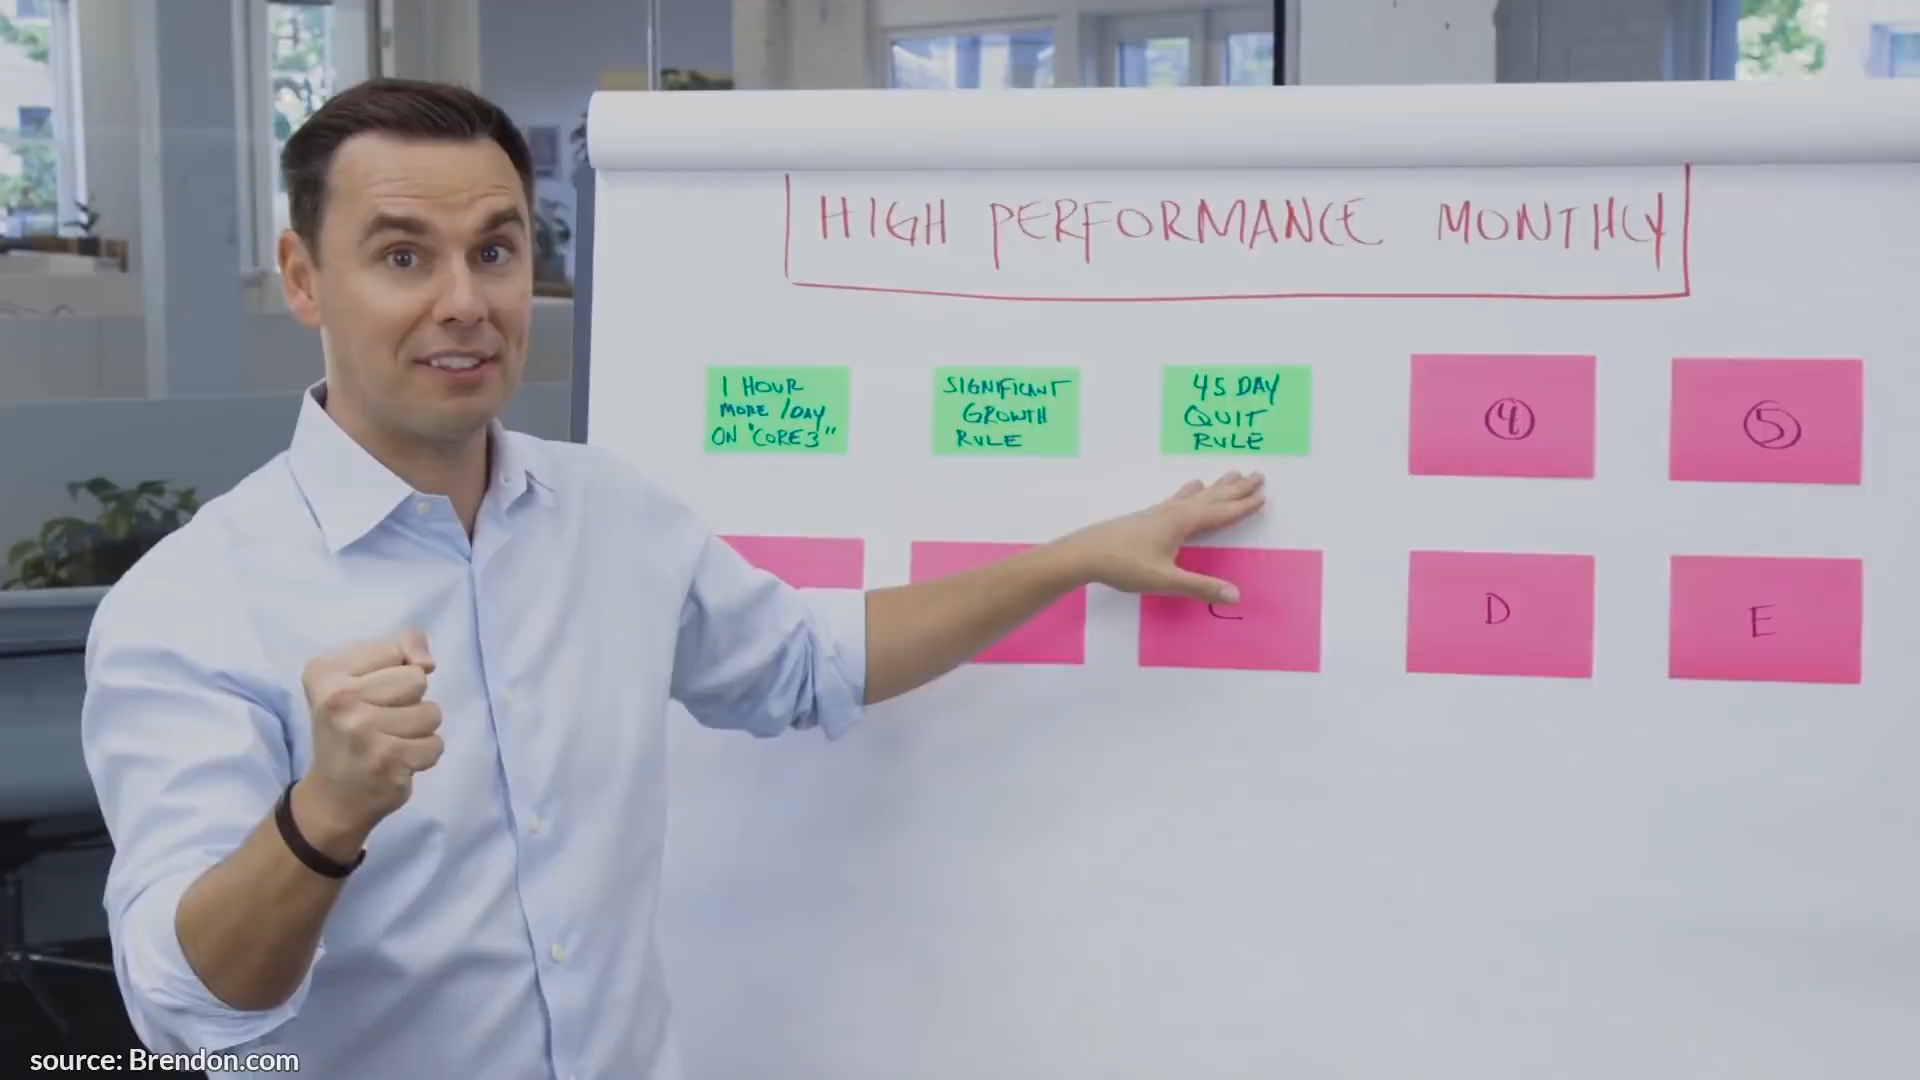 HIGH PERFORMANCE MONTHLY
1 HOUR
MORE /DAY
ON "CORE3"
SIGNIFICANT
GROWTH
RULE
45 DAY
QUIT
RULE
4
5
D
E
source: Brendon.com